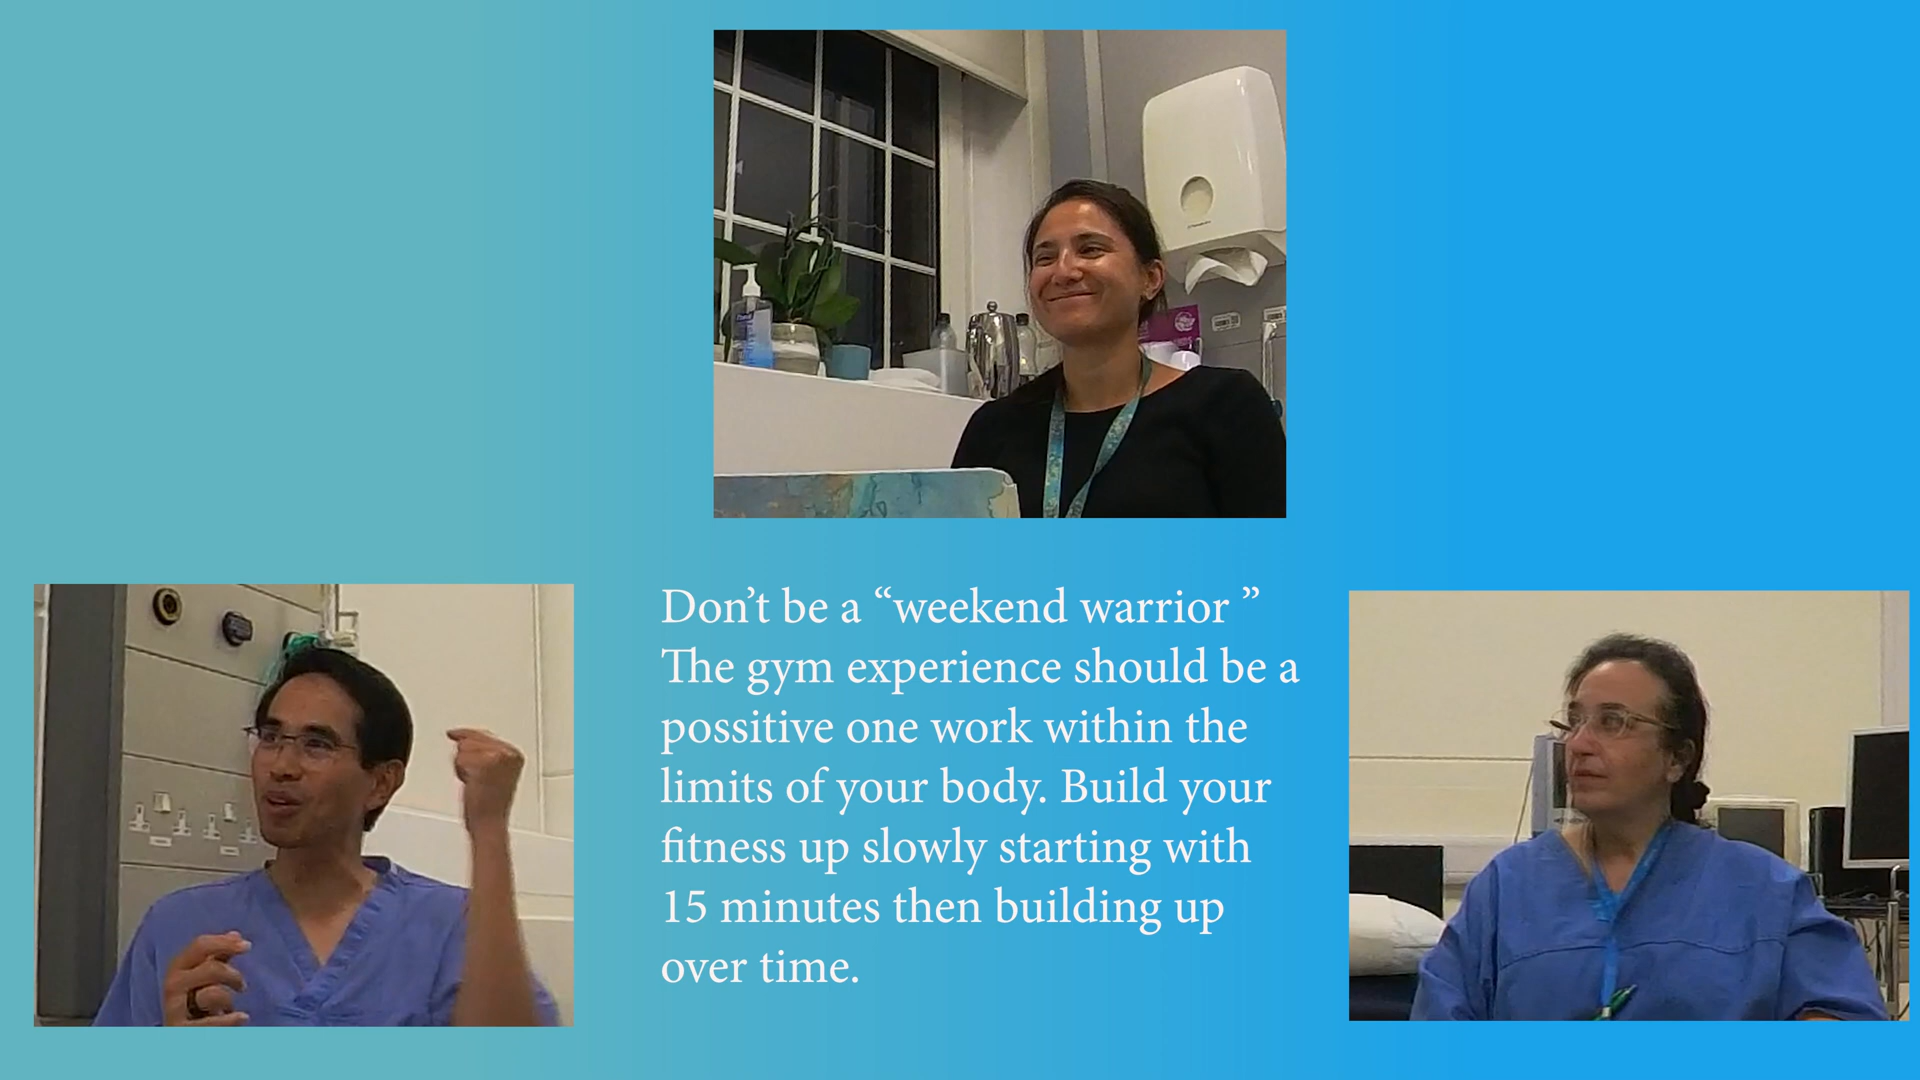 Don’t be a “weekend warrior ”
The gym experience should be a
possitive one work within the
limits of your body. Build your
fitness up slowly starting with
15 minutes then building up
over time.